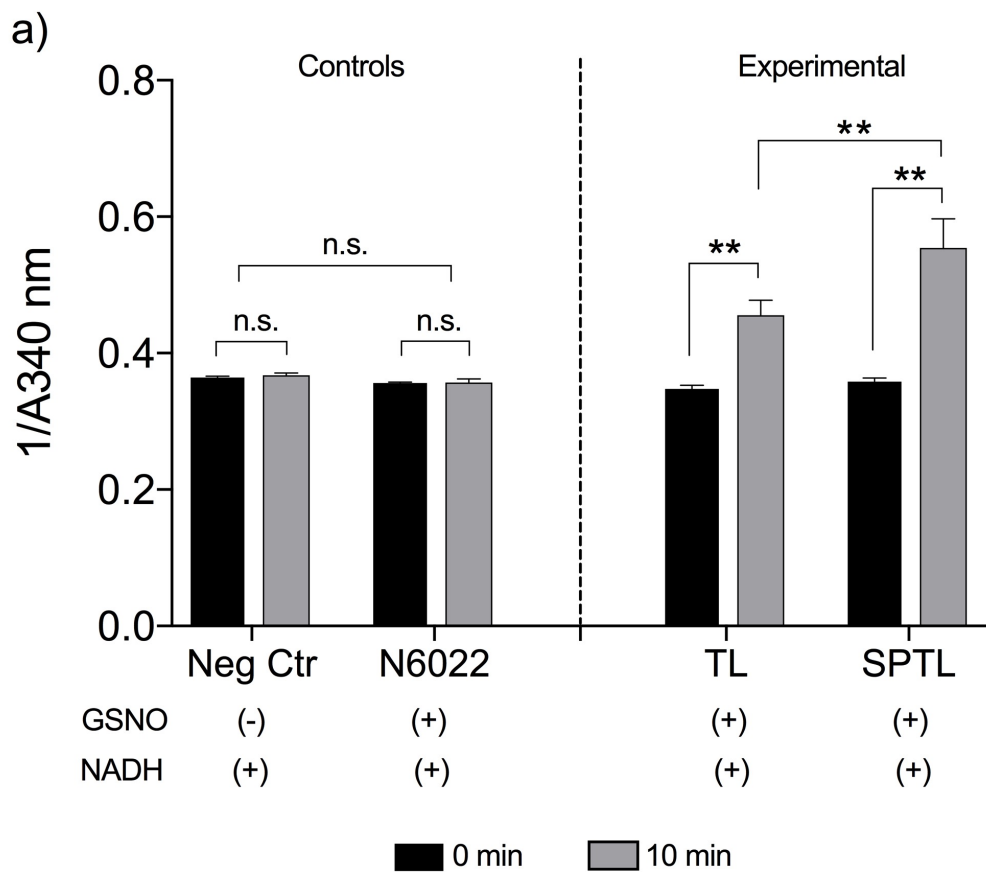 a)
Controls Experimental
0.8
0.6
0.4
0.2
0.0
1/A340 nm
n.s.
n.s. n.s.
**
**
**
Neg Ctr N6022 TL SPTL
GSNO (-) (+) (+) (+)
NADH (+) (+) (+) (+)
0 min 10 min